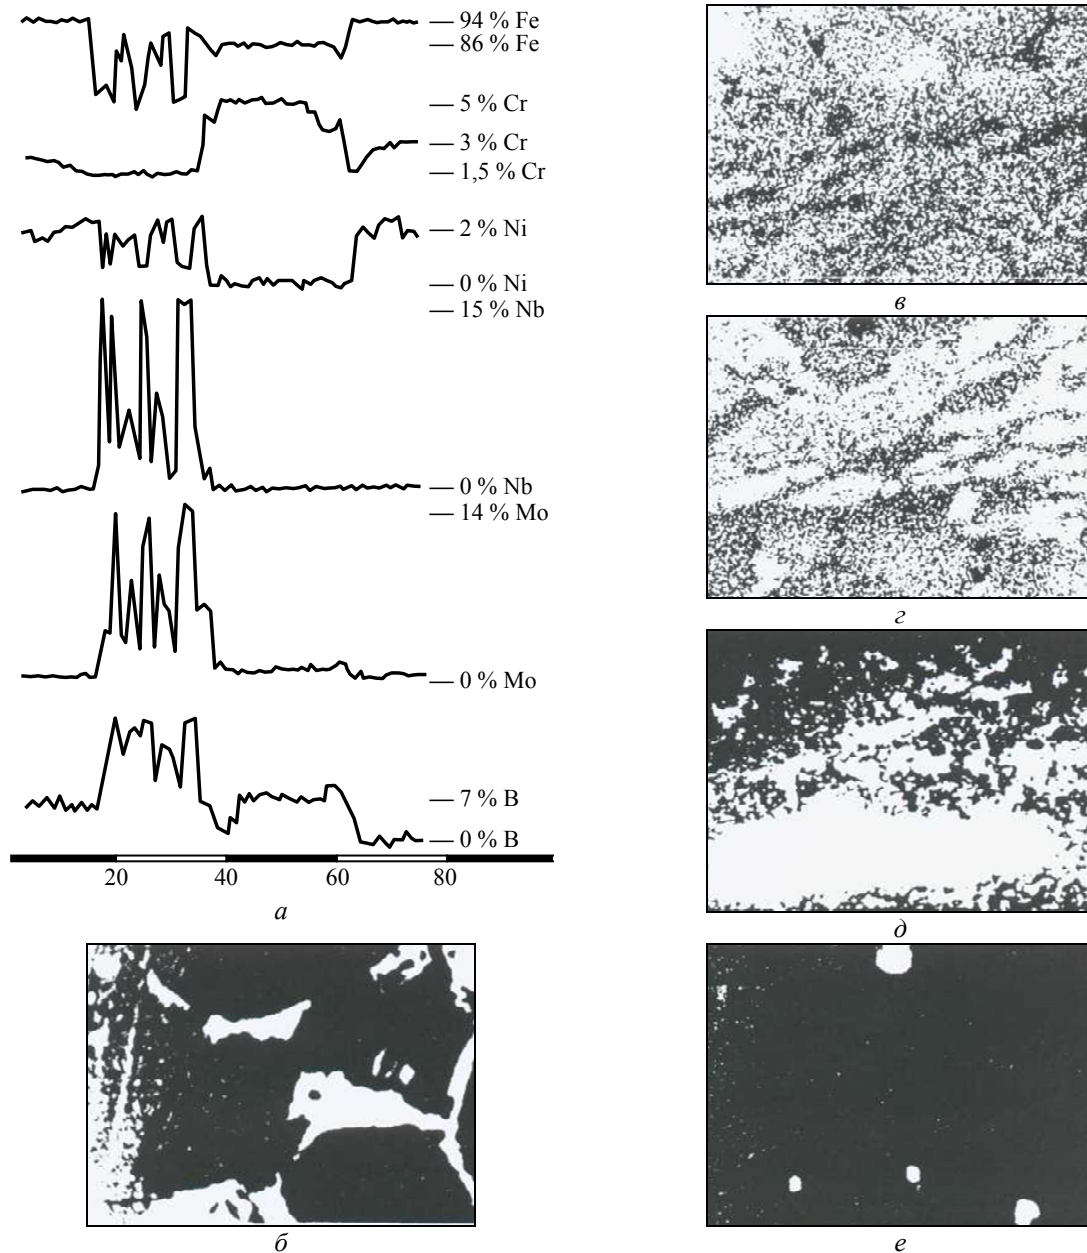 94 % Fe
86 % Fe
5 % Cr
3 % Cr
1,5 % Cr
2 % Ni
0 % Ni
15 % Nb
0 % Nb
14 % Mo
0 % Mo
7 % B
0 % B
20 40 60 80
а
б
в
г
д
е